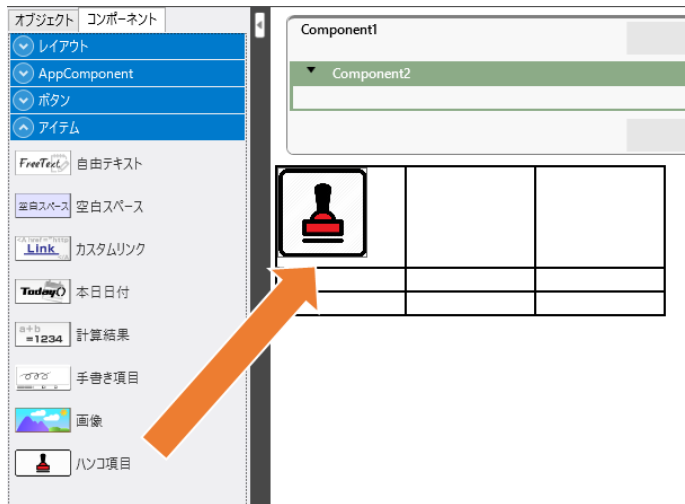 オブジェクト コンポーネント
レイアウト
AppComponent
ボタン
アイテム
FreeText 自由テキスト
空白スペース 空白スペース
Link カスタムリンク
Today() 本日日付
a+b
=1234 計算結果
手書き項目
画像
ハンコ項目
Component1
Component2